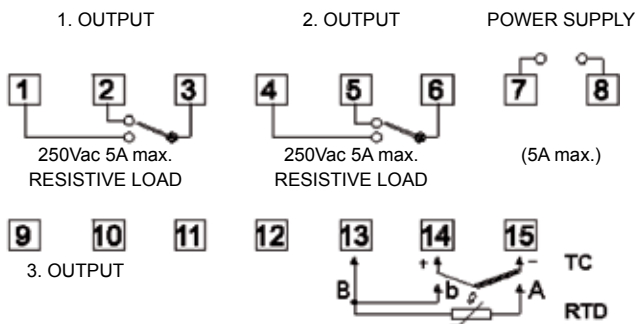 1. OUTPUT 2. OUTPUT POWER SUPPLY
1 2 3 4 5 6 7 8
250Vac 5A max. 250Vac 5A max. (5A max.)
RESISTIVE LOAD RESISTIVE LOAD
9 10 11 12 13 14 15
3. OUTPUT
+ − TC
B b A
RTD